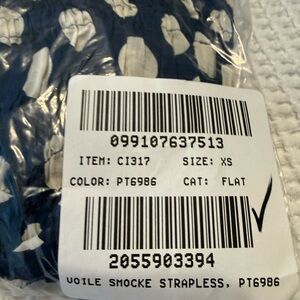 099107637513
ITEM: CI317 SIZE: XS
COLOR: PT6986 CAT: FLAT
2055903394
VOILE SMOCKE STRAPLESS, PT6986